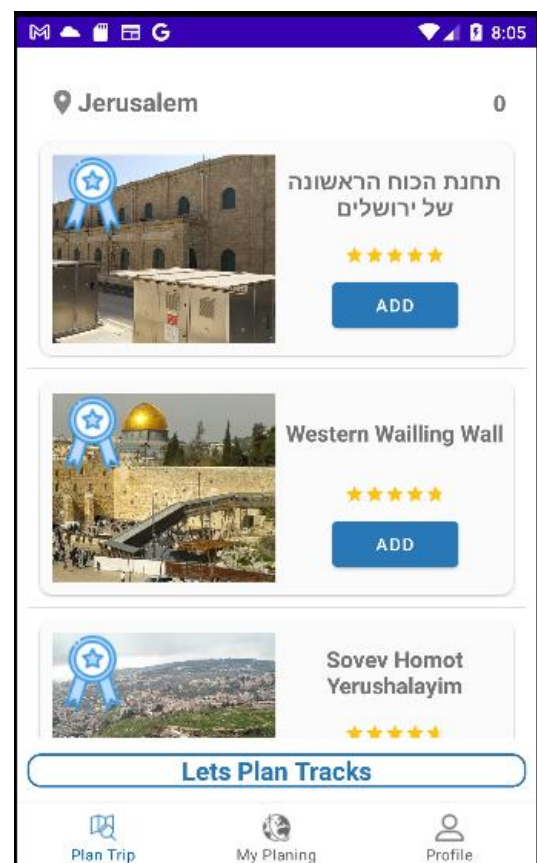 8:05
Jerusalem
0
תחנת הכוח הראשונה
של ירושלים
ADD
Western Wailling Wall
ADD
Sovev Homot
Yerushalayim
Lets Plan Tracks
Plan Trip
My Planing
Profile